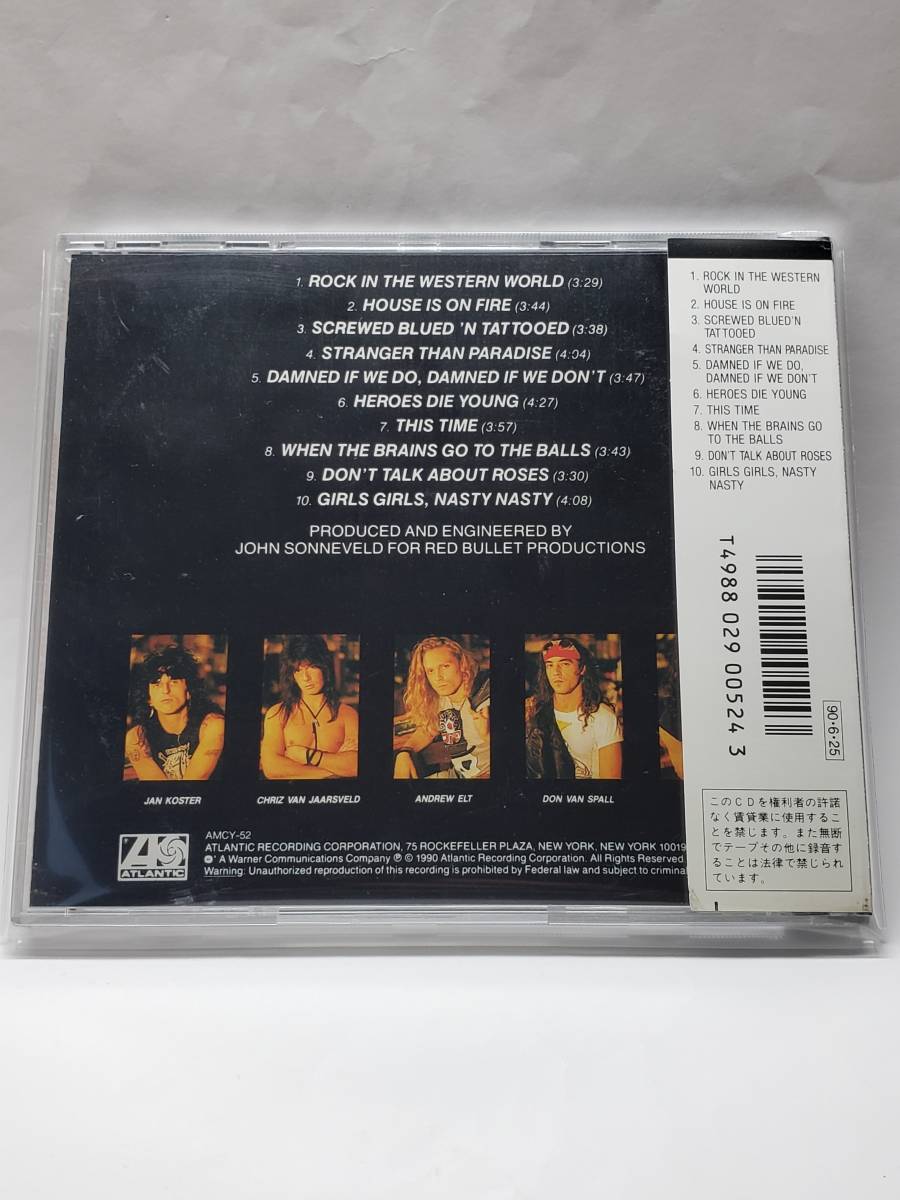 1. ROCK IN THE WESTERN WORLD (3:29)
2. HOUSE IS ON FIRE (3:44)
3. SCREWED BLUED 'N TATTOOED (3:38)
4. STRANGER THAN PARADISE (4:04)
5. DAMNED IF WE DO, DAMNED IF WE DON'T (3:47)
6. HEROES DIE YOUNG (4:27)
7. THIS TIME (3:57)
8. WHEN THE BRAINS GO TO THE BALLS (3:43)
9. DON'T TALK ABOUT ROSES (3:30)
10. GIRLS GIRLS, NASTY NASTY (4:08)
PRODUCED AND ENGINEERED BY
JOHN SONNEVELD FOR RED BULLET PRODUCTIONS
JAN KOSTER
CHRIZ VAN JAARSVELD
ANDREW ELT
DON VAN SPALL
ATLANTIC
AMCY-52
ATLANTIC RECORDING CORPORATION, 75 ROCKEFELLER PLAZA, NEW YORK, NEW YORK 10019
A Warner Communications Company ℗ © 1990 Atlantic Recording Corporation. All Rights Reserved
Warning: Unauthorized reproduction of this recording is prohibited by Federal law and subject to criminal
1. ROCK IN THE WESTERN
WORLD
2. HOUSE IS ON FIRE
3. SCREWED BLUED'N
TATTOOED
4. STRANGER THAN PARADISE
5. DAMNED IF WE DO,
DAMNED IF WE DON'T
6. HEROES DIE YOUNG
7. THIS TIME
8. WHEN THE BRAINS GO
TO THE BALLS
9. DON'T TALK ABOUT ROSES
10. GIRLS GIRLS, NASTY
NASTY
T4988 029 00524 3
90・6・25
このＣＤを権利者の許諾
なく賃貸業に使用するこ
とを禁じます。また無断
でテープその他に録音す
ることは法律で禁じられ
ています。